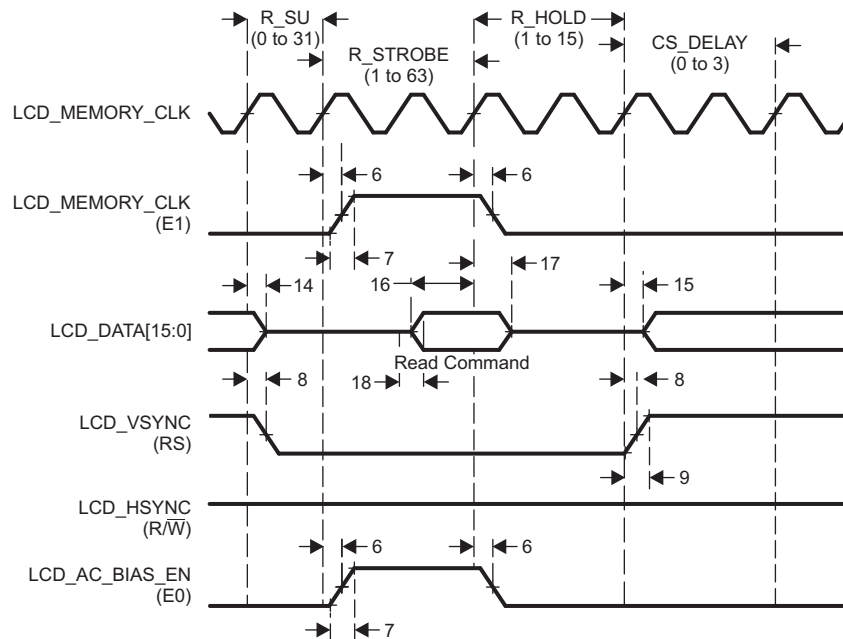 R_SU
(0 to 31)
R_HOLD
(1 to 15)
R_STROBE
(1 to 63)
CS_DELAY
(0 to 3)
LCD_MEMORY_CLK
6
6
LCD_MEMORY_CLK
(E1)
7
17
14
16
15
LCD_DATA[15:0]
Read Command
18
8
8
LCD_VSYNC
(RS)
9
LCD_HSYNC
(R/W̅)
6
6
LCD_AC_BIAS_EN
(E0)
7